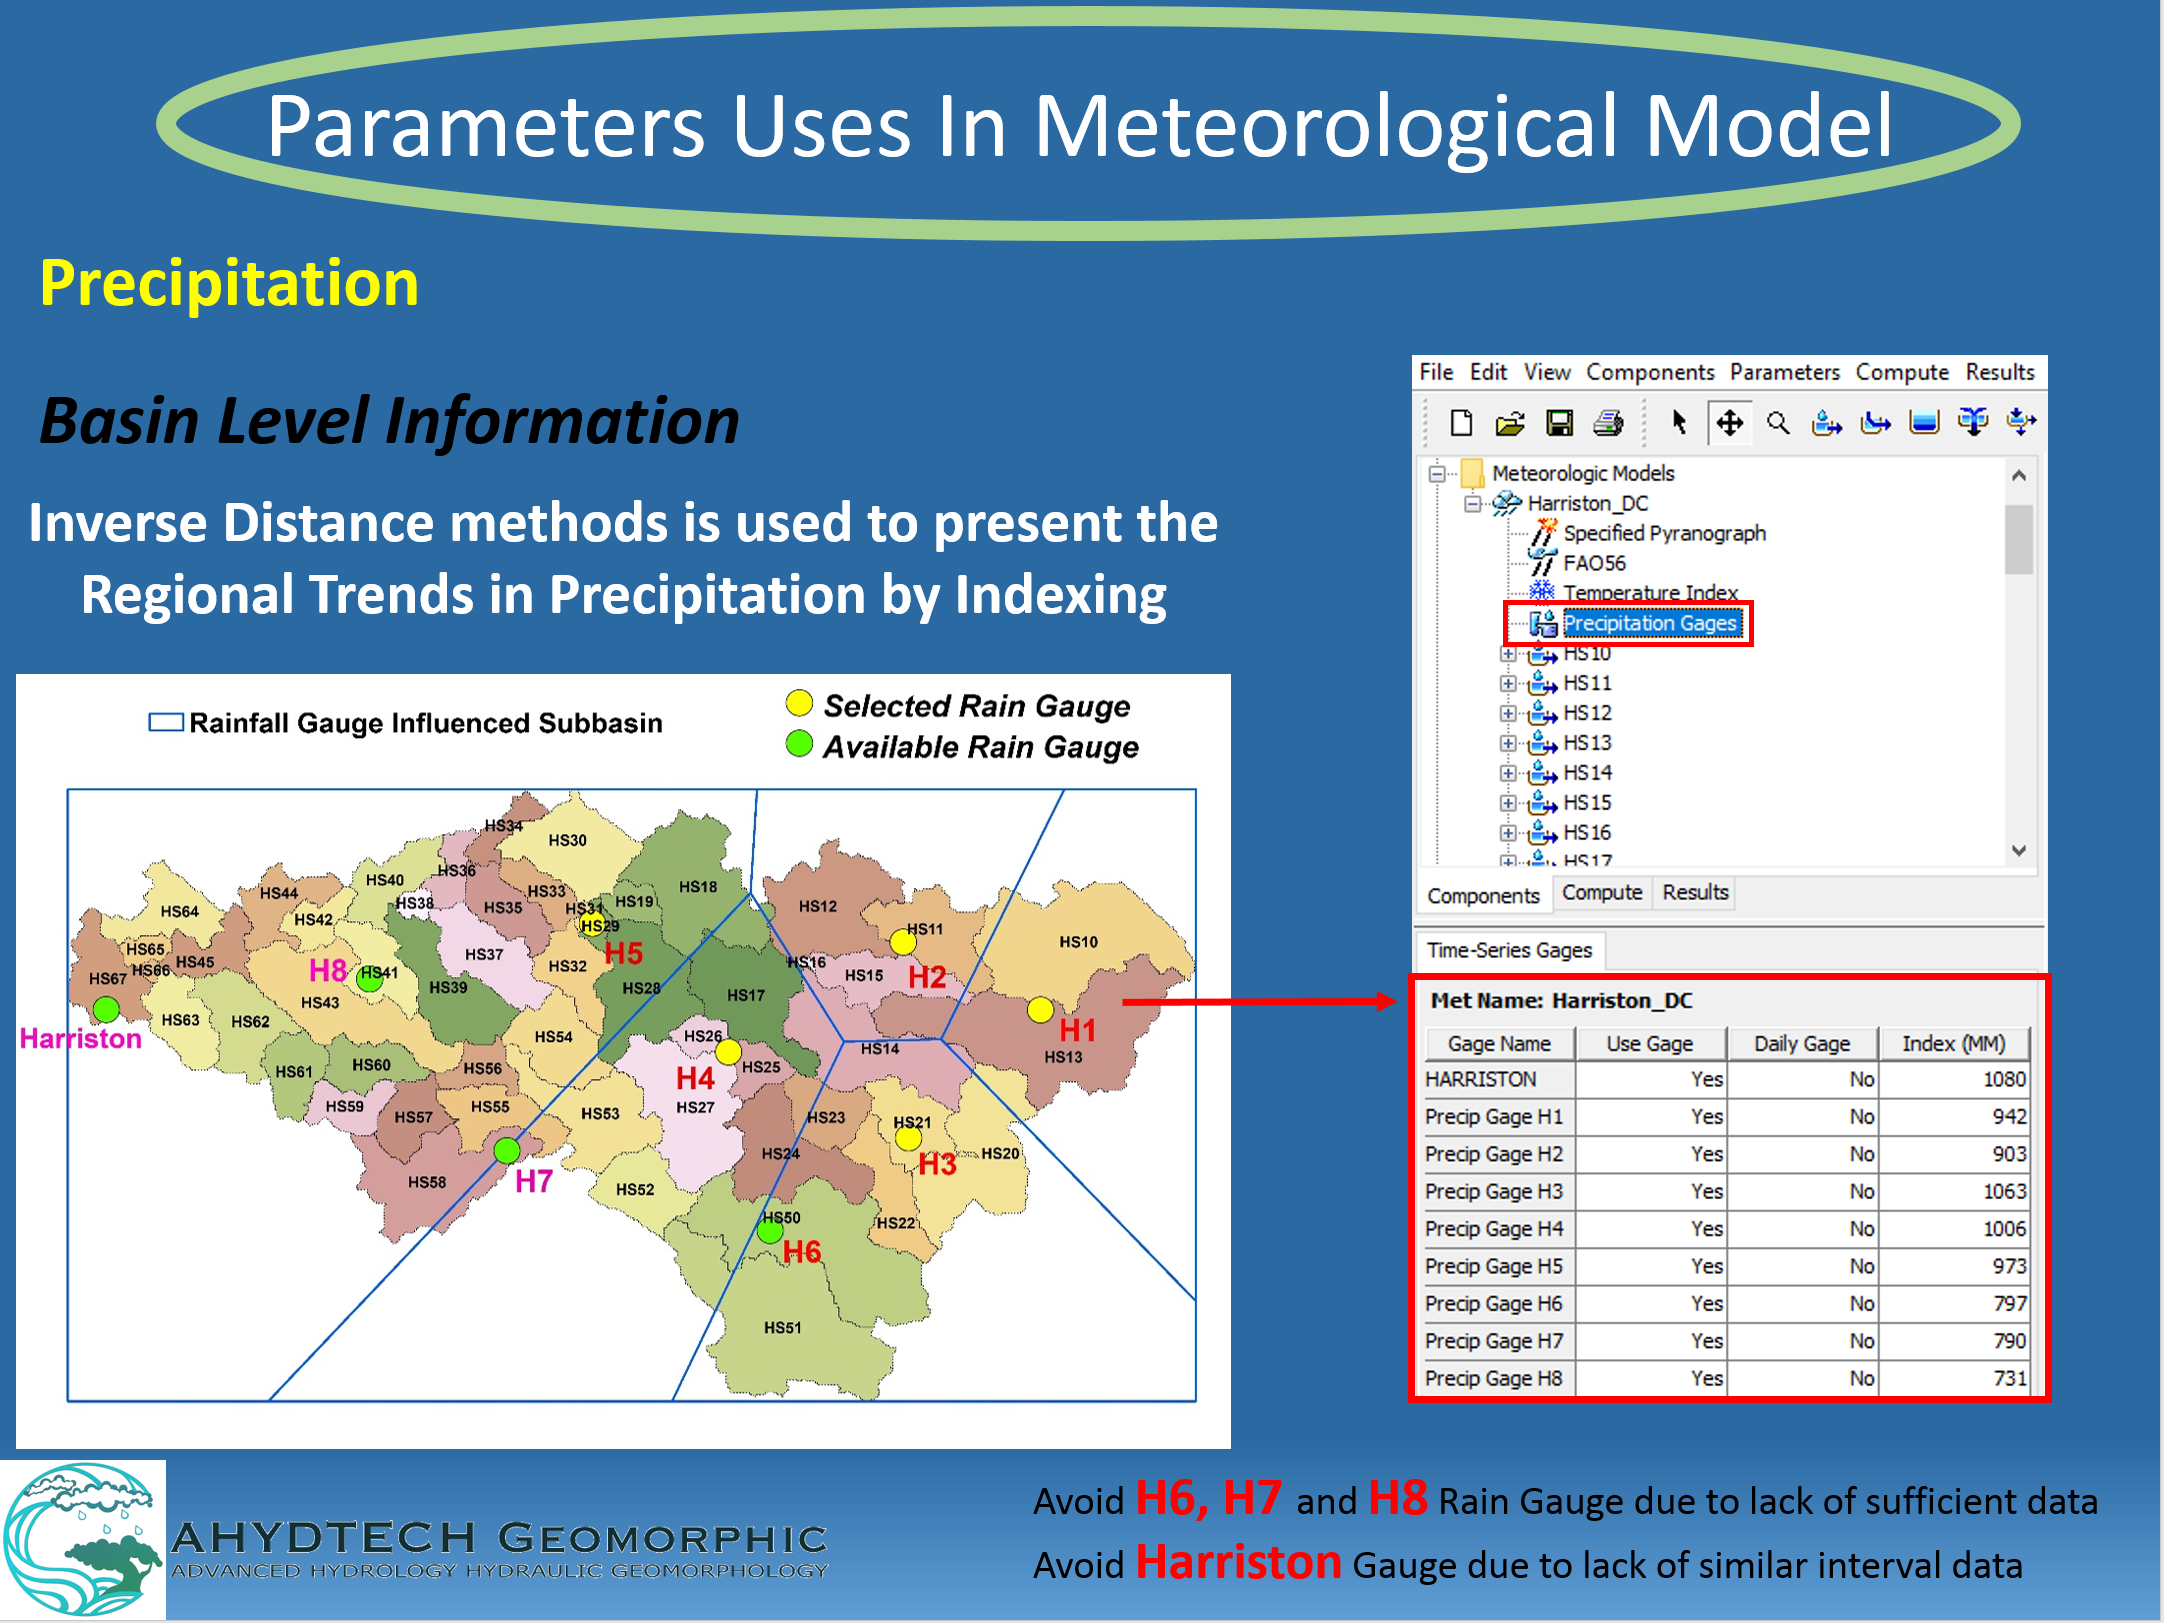 Parameters Uses In Meteorological Model
Precipitation
Basin Level Information
Inverse Distance methods is used to present the
Regional Trends in Precipitation by Indexing
Rainfall Gauge Influenced Subbasin
Selected Rain Gauge
Available Rain Gauge
HS34
HS30
HS36
HS40
HS18
HS44
HS33
HS19
HS38
HS35
HS31
HS12
HS64
HS42
HS29
HS11
HS10
HS65
H5
HS37
HS45
HS66
H8
HS41
HS32
HS16
HS15
H2
HS67
HS43
HS39
HS28
HS17
HS63
HS62
Harriston
HS54
HS26
H1
HS14
HS13
HS61
HS60
HS56
HS25
H4
HS59
HS57
HS55
HS53
HS27
HS23
HS21
HS24
HS20
H3
HS58
H7
HS52
HS50
HS22
H6
HS51
File Edit View Components Parameters Compute Results
Meteorologic Models
Harriston_DC
Specified Pyranograph
FAO56
Temperature Index
Precipitation Gages
HS10
HS11
HS12
HS13
HS14
HS15
HS16
HS17
Components Compute Results
Time-Series Gages
Met Name: Harriston_DC
Gage Name Use Gage Daily Gage Index (MM)
HARRISTON Yes No 1080
Precip Gage H1 Yes No 942
Precip Gage H2 Yes No 903
Precip Gage H3 Yes No 1063
Precip Gage H4 Yes No 1006
Precip Gage H5 Yes No 973
Precip Gage H6 Yes No 797
Precip Gage H7 Yes No 790
Precip Gage H8 Yes No 731
AHYDTECH GEOMORPHIC
ADVANCED HYDROLOGY HYDRAULIC GEOMORPHOLOGY
Avoid H6, H7 and H8 Rain Gauge due to lack of sufficient data
Avoid Harriston Gauge due to lack of similar interval data